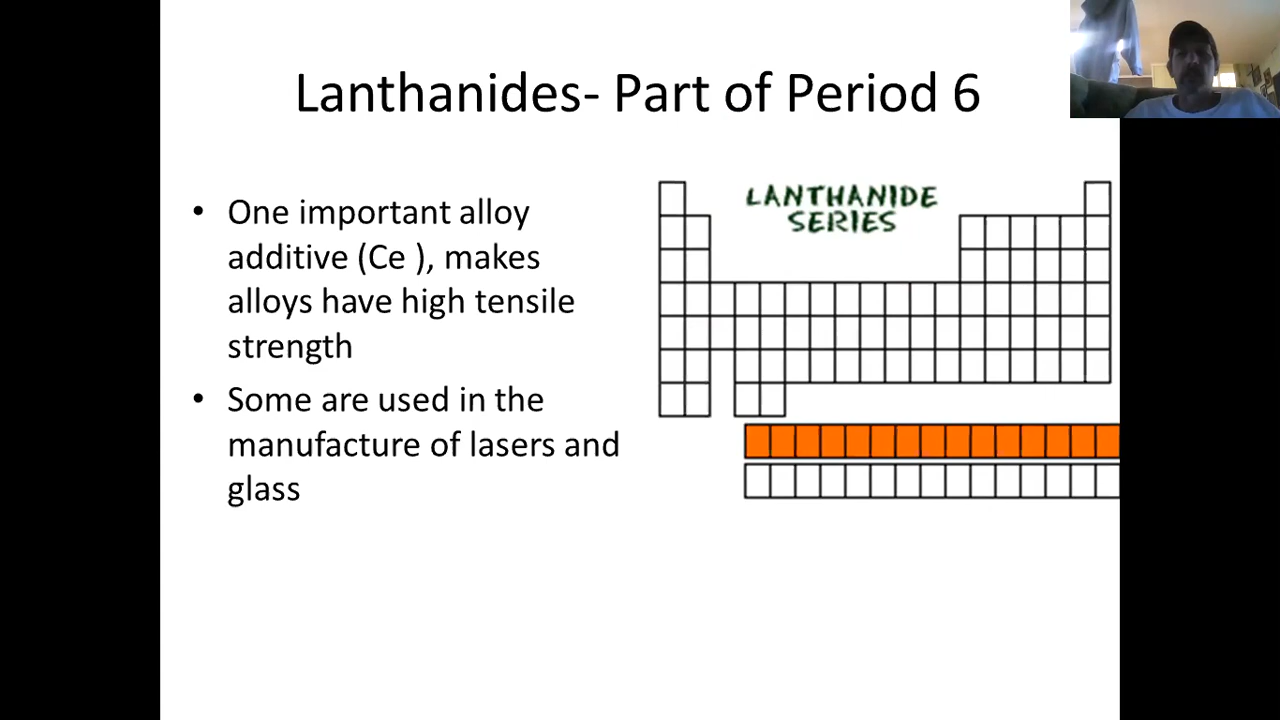 Lanthanides- Part of Period 6
• One important alloy
additive (Ce ), makes
alloys have high tensile
strength
• Some are used in the
manufacture of lasers and
glass
LANTHANIDE
SERIES